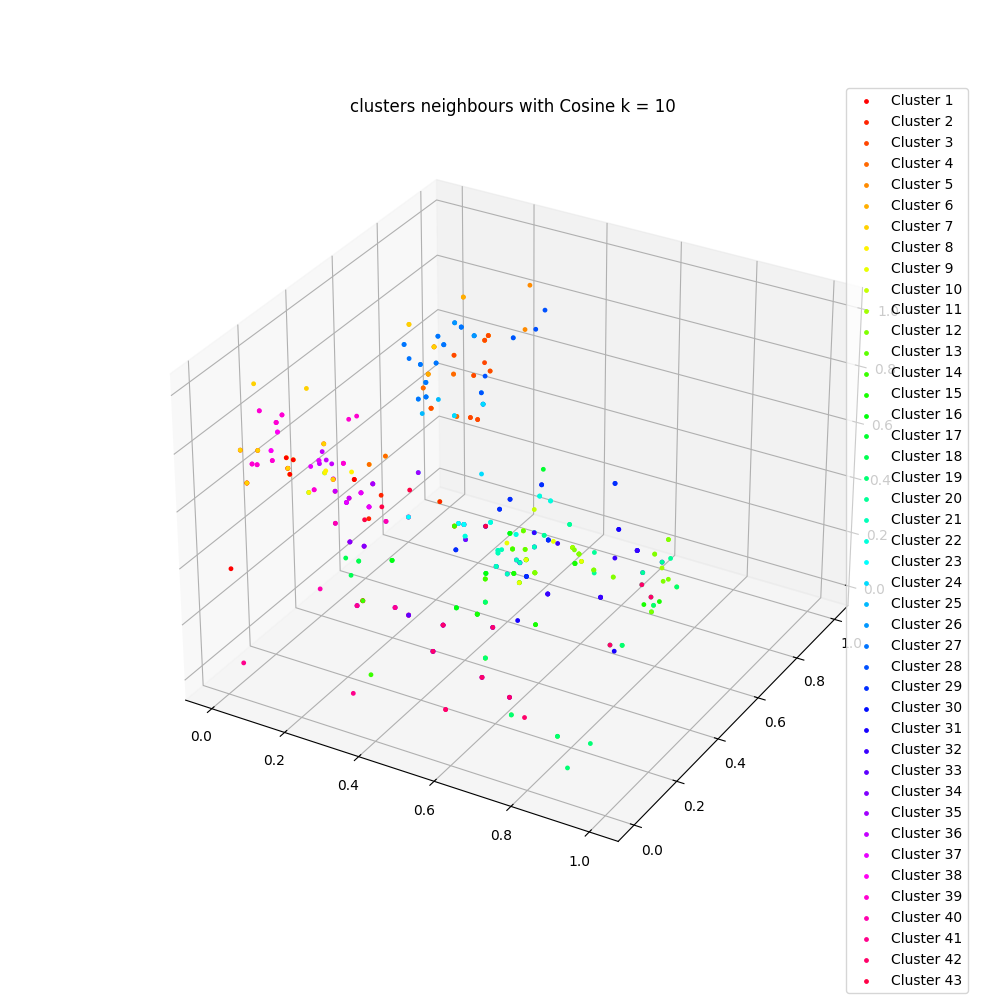 clusters neighbours with Cosine k = 10
Cluster 1
Cluster 2
Cluster 3
Cluster 4
Cluster 5
Cluster 6
Cluster 7
Cluster 8
Cluster 9
Cluster 10
Cluster 11
Cluster 12
Cluster 13
Cluster 14
Cluster 15
Cluster 16
Cluster 17
Cluster 18
Cluster 19
Cluster 20
Cluster 21
Cluster 22
Cluster 23
Cluster 24
Cluster 25
Cluster 26
Cluster 27
Cluster 28
Cluster 29
Cluster 30
Cluster 31
Cluster 32
Cluster 33
Cluster 34
Cluster 35
Cluster 36
Cluster 37
Cluster 38
Cluster 39
Cluster 40
Cluster 41
Cluster 42
Cluster 43
0.8
0.6
0.4
0.2
0.0
1.0
0.8
0.6
0.4
0.2
0.0
0.0
0.2
0.4
0.6
0.8
1.0